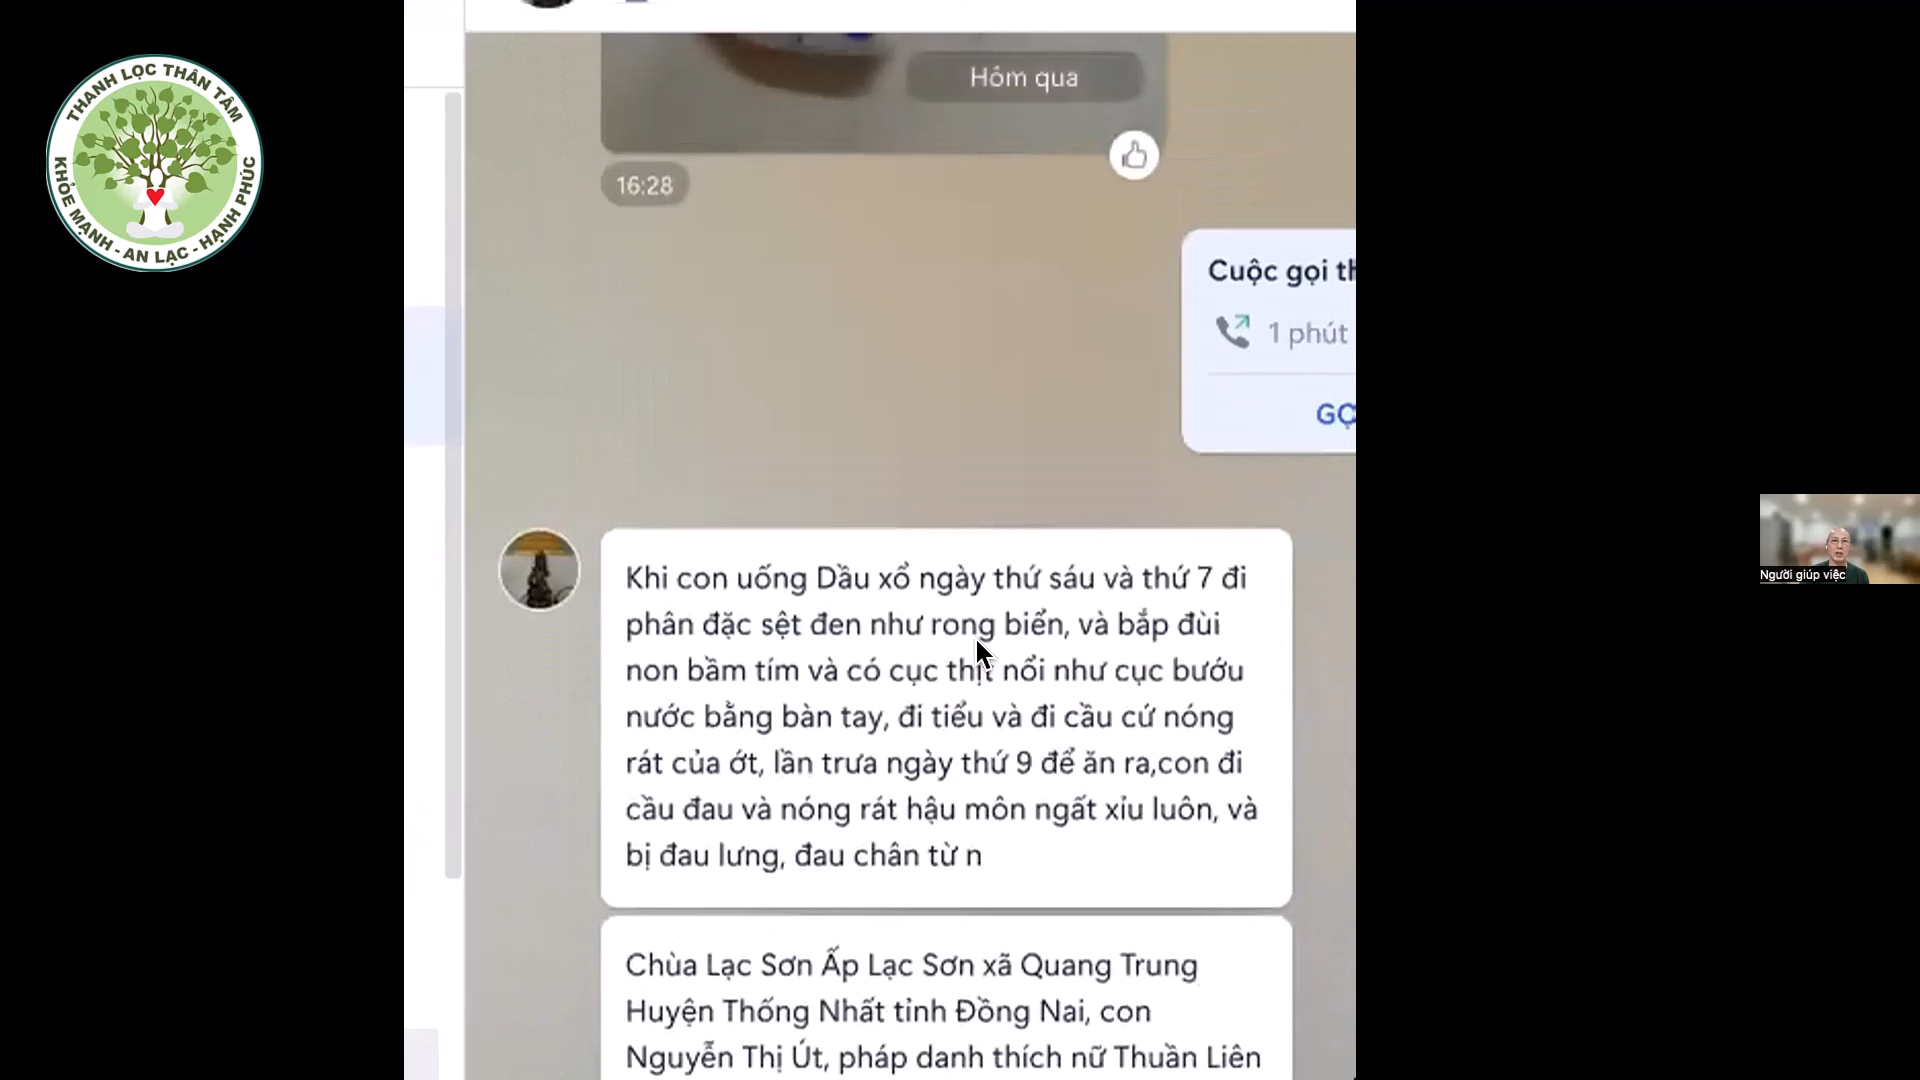 THANH LỌC THÂN TÂM
KHỎE MẠNH - AN LẠC - HẠNH PHÚC
Hôm qua
16:28
Cuộc gọi
1 phút
Người giúp việc
Khi con uống Dầu xổ ngày thứ sáu và thứ 7 đi
phân đặc sệt đen như rong biển, và bắp đùi
non bầm tím và có cục thịt nổi như cục bướu
nước bằng bàn tay, đi tiểu và đi cầu cứ nóng
rát của ớt, lần trưa ngày thứ 9 để ăn ra,con đi
cầu đau và nóng rát hậu môn ngất xỉu luôn, và
bị đau lưng, đau chân từ n
Chùa Lạc Sơn Ấp Lạc Sơn xã Quang Trung
Huyện Thống Nhất tỉnh Đồng Nai, con
Nguyễn Thị Út, pháp danh thích nữ Thuần Liên